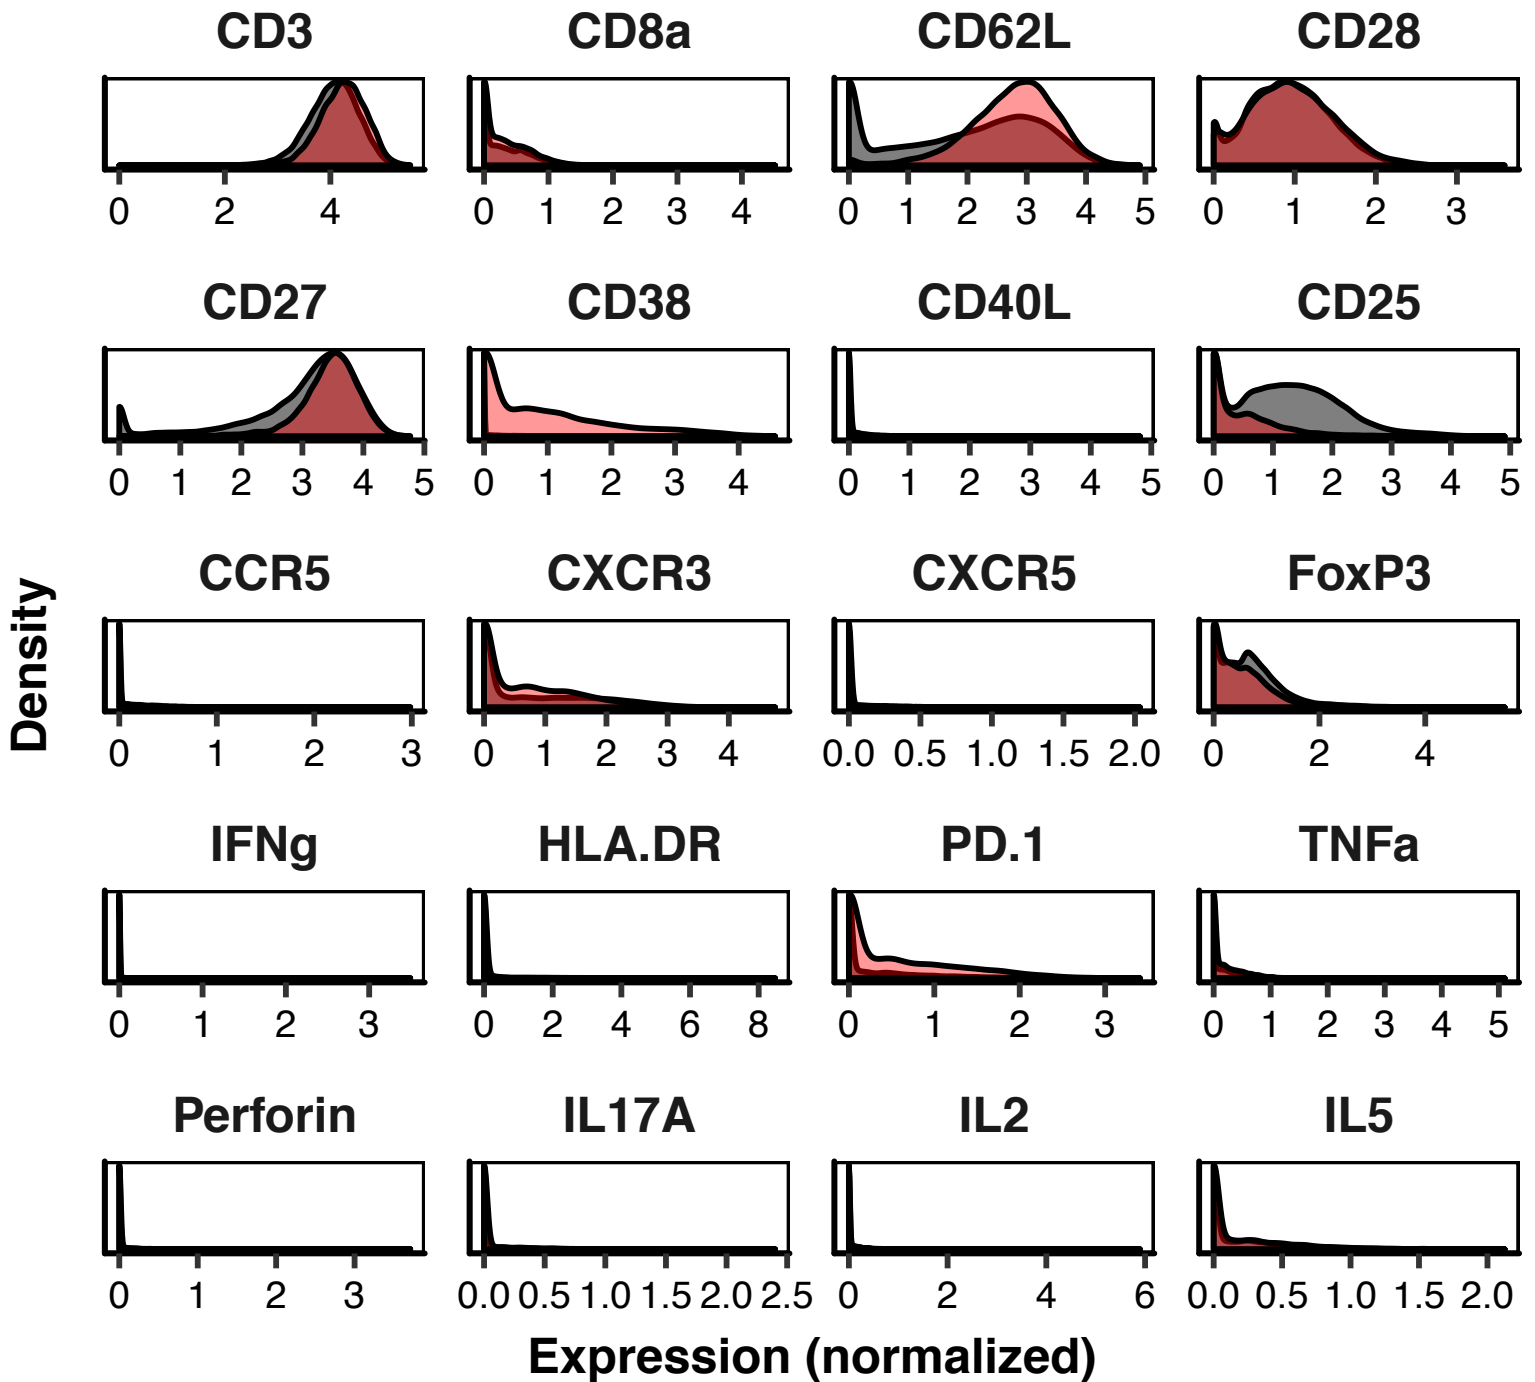 CD3 CD8a CD62L CD28
0 2 4 0 1 2 3 4 0 1 2 3 4 5 0 1 2 3
CD27 CD38 CD40L CD25
0 1 2 3 4 5 0 1 2 3 4 0 1 2 3 4 5 0 1 2 3 4 5
CCR5 CXCR3 CXCR5 FoxP3
0 1 2 3 0 1 2 3 4 0.0 0.5 1.0 1.5 2.0 0 2 4
IFNg HLA.DR PD.1 TNFa
0 1 2 3 0 2 4 6 8 0 1 2 3 0 1 2 3 4 5
Perforin IL17A IL2 IL5
0 1 2 3 0.0 0.5 1.0 1.5 2.0 2.5 0 2 4 6 0.0 0.5 1.0 1.5 2.0
Density
Expression (normalized)